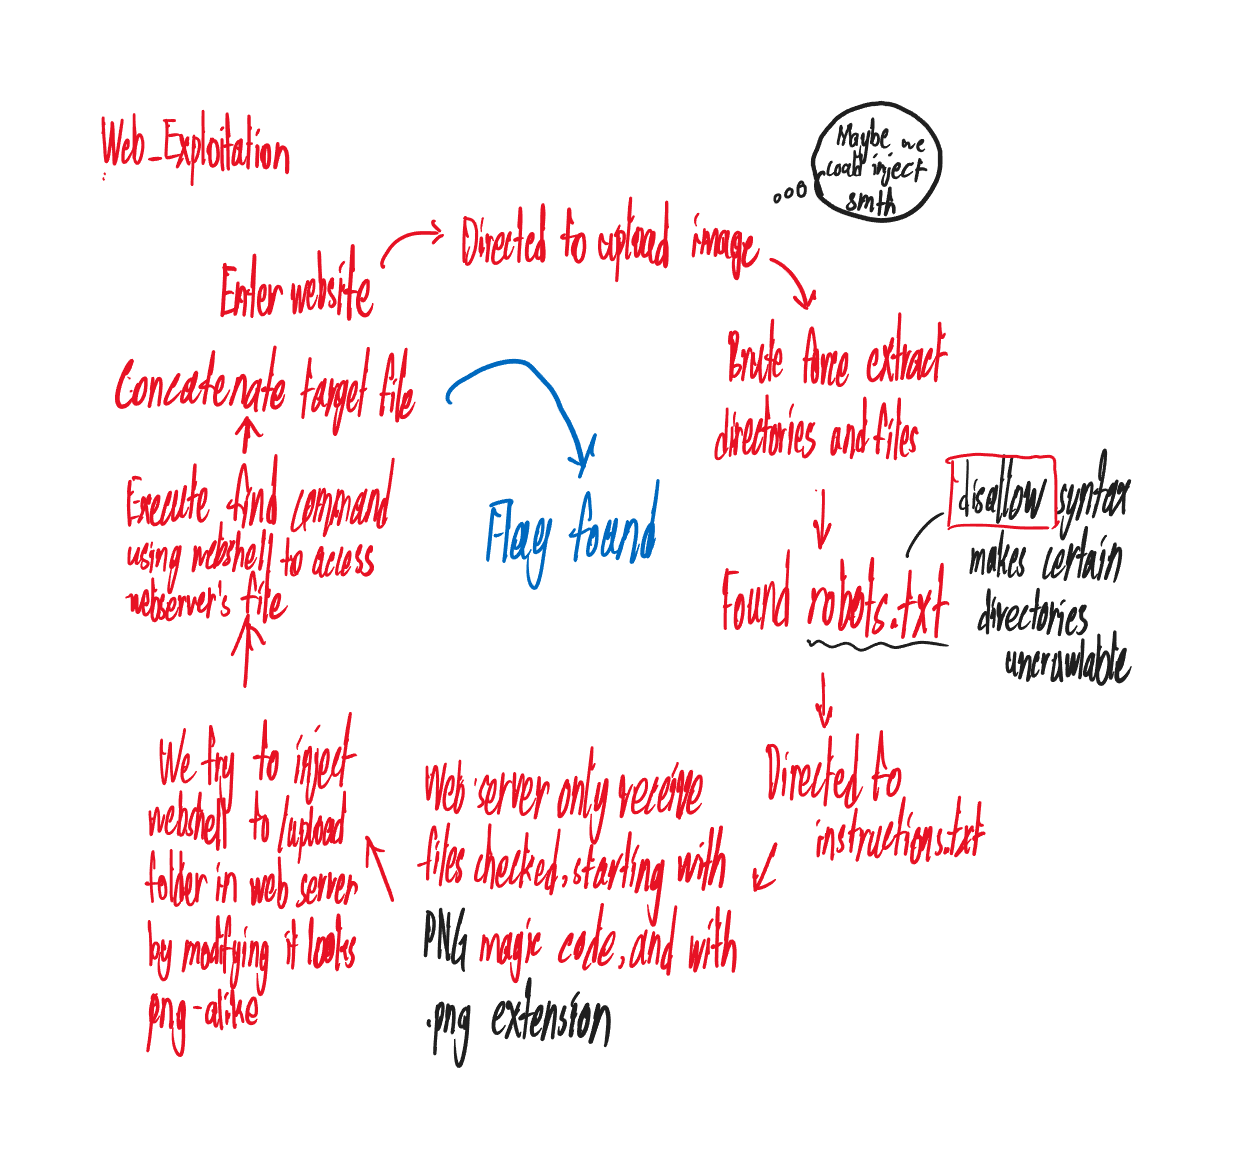 Web_Exploitation
Maybe we
could inject
smth
Enter website
Directed to upload image
Brute force extract
directories and files
Found robots.txt
disallow syntax
makes certain
directories
uncrawlable
Directed to
instructions.txt
Web server only receive
files checked, starting with
PNG magic code, and with
.png extension
We try to inject
webshell to /upload
folder in web server
by modifying it looks
png-alike
Execute find command
using webshell to access
webserver's file
Concatenate target file
Flag found